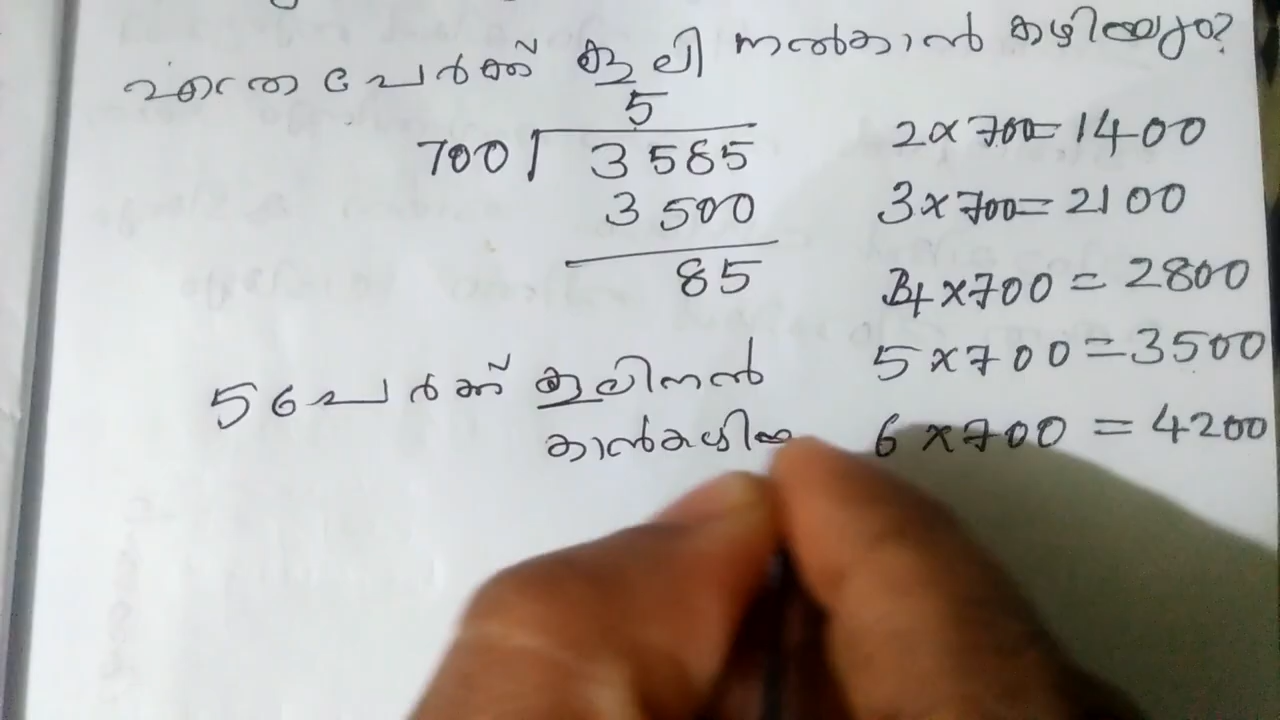 എത്ര പേർക്ക് കൂലി നൽകാൻ കഴിയും?
5
700 3585
3500
85
5 പേർക്ക് കൂലി നൽ
കാൻ കഴിയ
2x700=1400
3x700=2100
4x700=2800
5x700=3500
6x700=4200